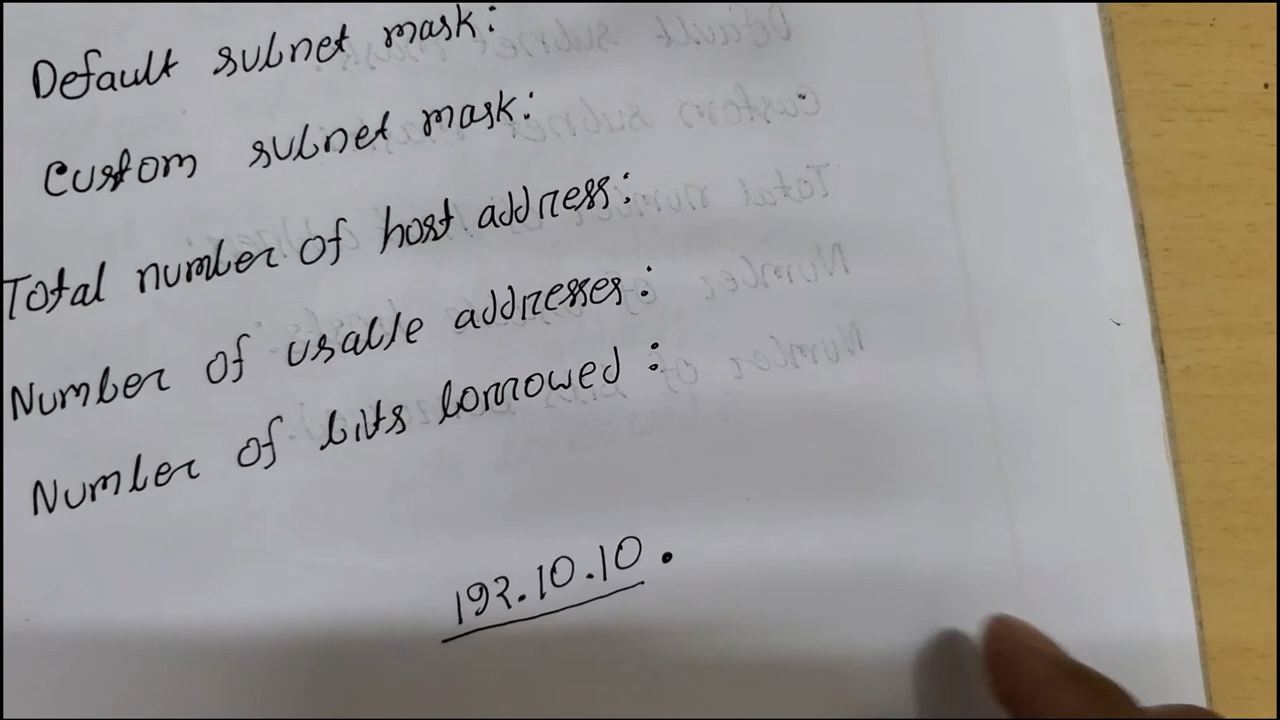 Default subnet mask:
Custom subnet mask:
Total number of host address:
Number of usable addresses:
Number of bits borrowed:
192.10.10.